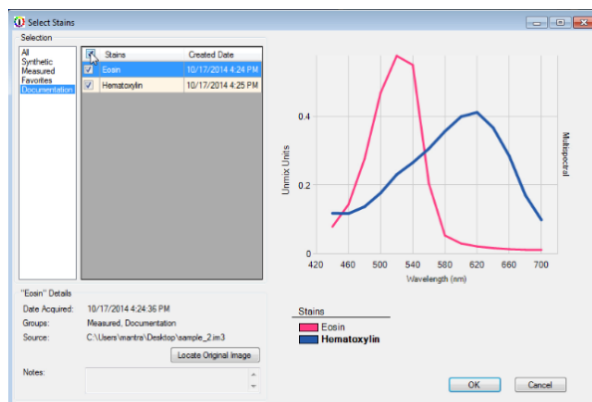 Select Stains
Selection
All
Synthetic
Measured
Favorites
Documentation
Stains Created Date
Eosin 10/17/2014 4:24 PM
Hematoxylin 10/17/2014 4:25 PM
"Eosin" Details
Date Acquired: 10/17/2014 4:24:36 PM
Groups: Measured, Documentation
Source: C:\Users\mantra\Desktop\sample_2.im3
Locate Original Image
Notes:
Unmix Units
0.4
0.2
0
420 460 500 540 580 620 660 700
Wavelength (nm)
Multispectral
Stains
Eosin
Hematoxylin
OK Cancel